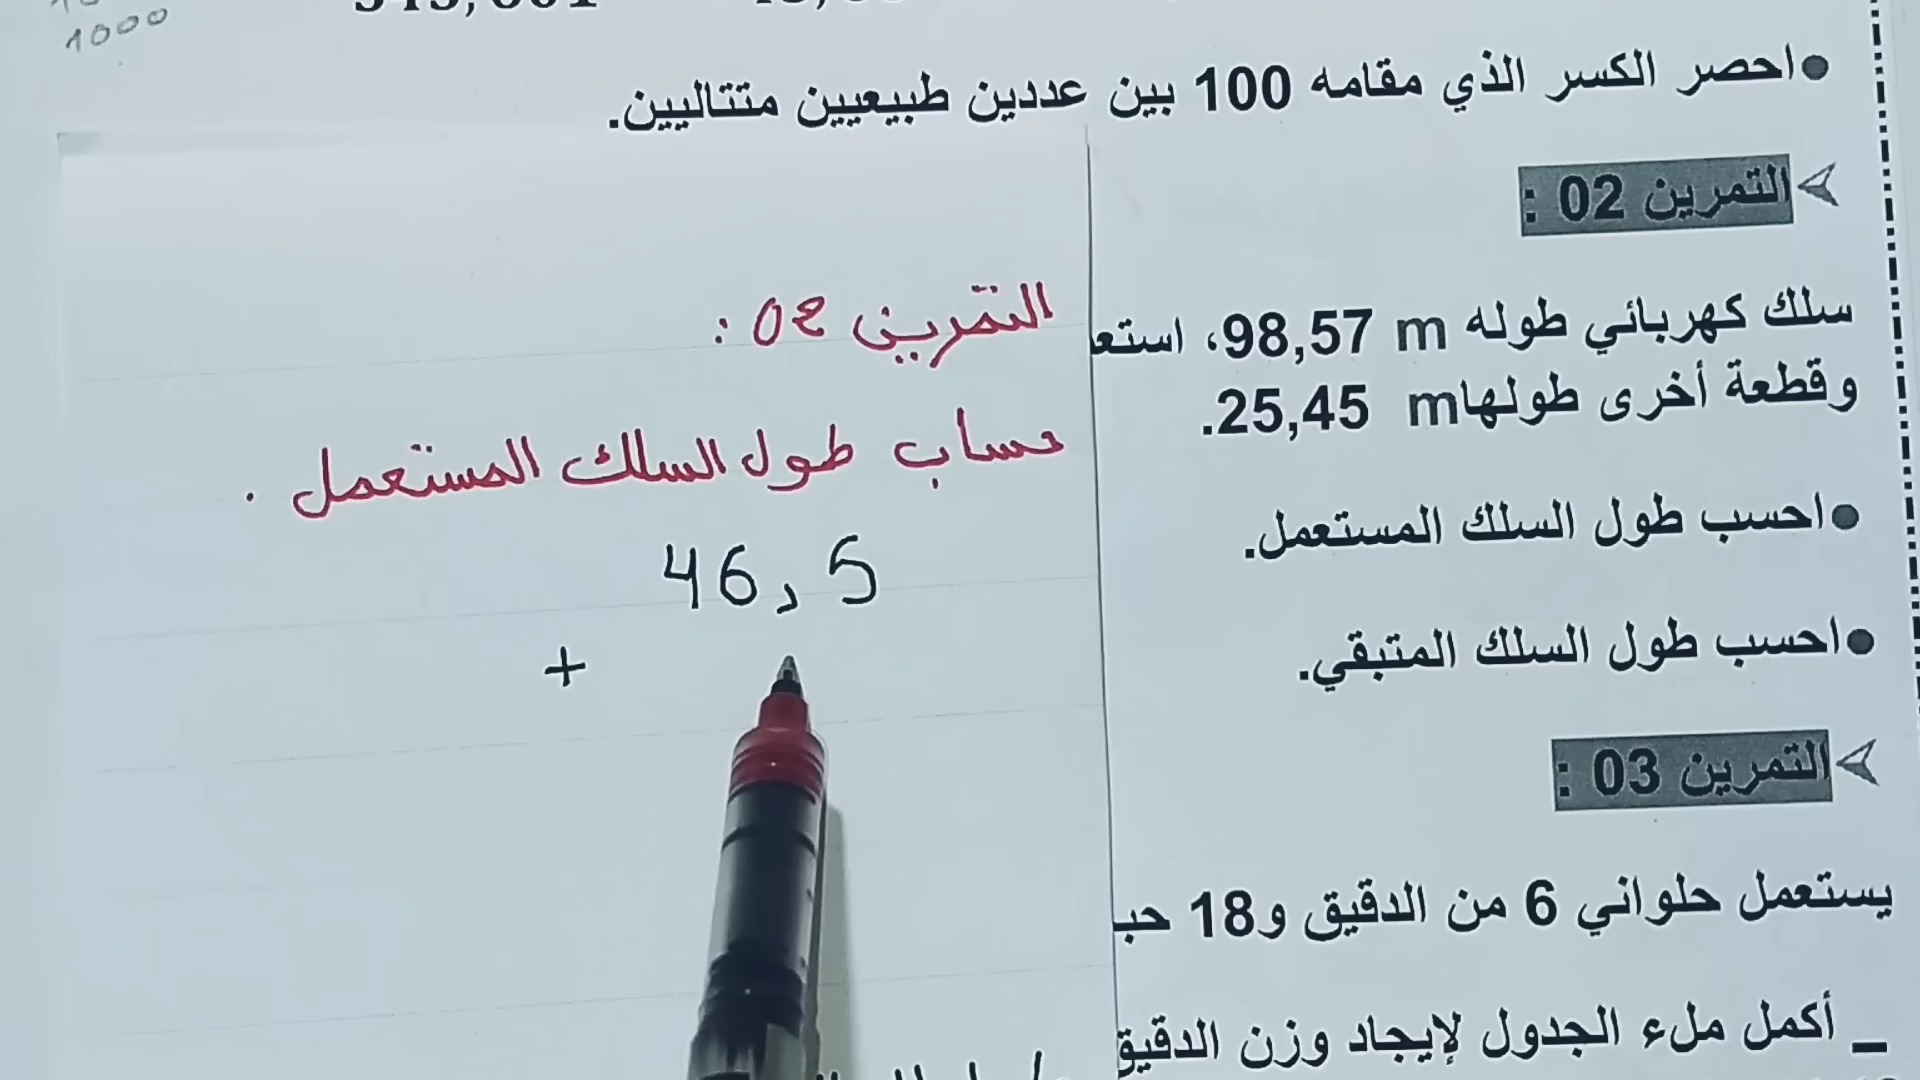 1000
● احصر الكسر الذي مقامه 100 بين عددين طبيعيين متتاليين.
التمرين 02 :
سلك كهربائي طوله 98,57 m،
وقطعة أخرى طولها 25,45 m.
● احسب طول السلك المستعمل.
● احسب طول السلك المتبقي.
التمرين 03 :
يستعمل حلواني 6 من الدقيق و18
_ أكمل ملء الجدول لإيجاد وزن الدقيق
التمرين 02 :
حساب طول السلك المستعمل .
46,5
+